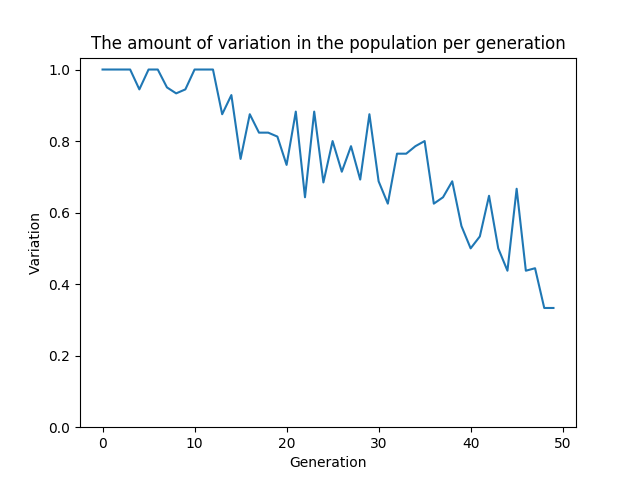 The amount of variation in the population per generation
1.0
0.8
0.6
0.4
0.2
0.0
Variation
0 10 20 30 40 50
Generation